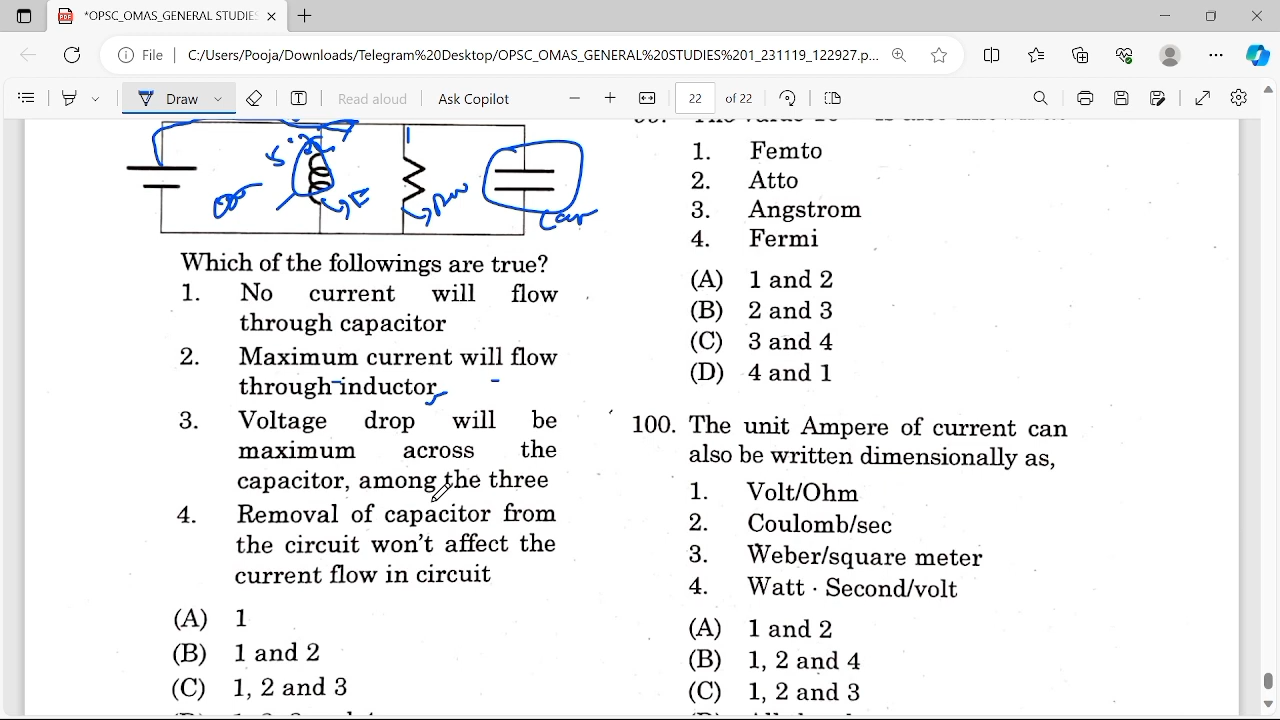 *OPSC_OMAS_GENERAL STUDIES
File
C:/Users/Pooja/Downloads/Telegram%20Desktop/OPSC_OMAS_GENERAL%20STUDIES%201_231119_122927.p...
Draw
Read aloud
Ask Copilot
22
of 22
Which of the followings are true?
1. No current will flow
through capacitor
2. Maximum current will flow
through inductor
3. Voltage drop will be
maximum across the
capacitor, among the three
4. Removal of capacitor from
the circuit won't affect the
current flow in circuit
(A) 1
(B) 1 and 2
(C) 1, 2 and 3
1. Femto
2. Atto
3. Angstrom
4. Fermi
(A) 1 and 2
(B) 2 and 3
(C) 3 and 4
(D) 4 and 1
100. The unit Ampere of current can
also be written dimensionally as,
1. Volt/Ohm
2. Coulomb/sec
3. Weber/square meter
4. Watt · Second/volt
(A) 1 and 2
(B) 1, 2 and 4
(C) 1, 2 and 3